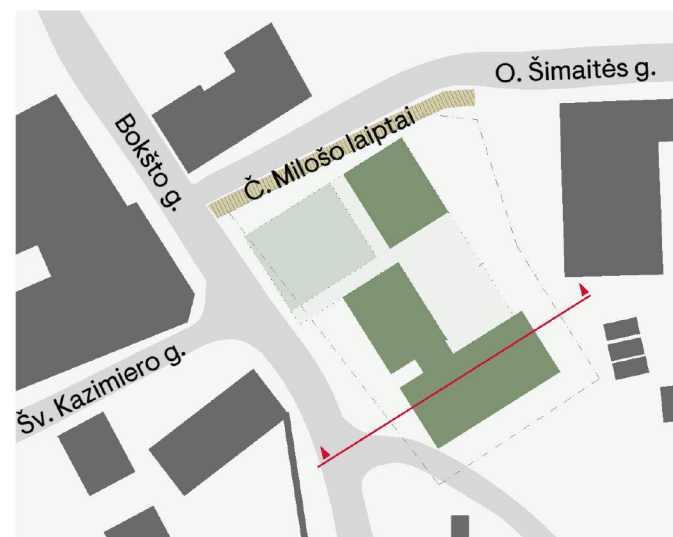 O. Šimaitės g.
Bokšto g.
Č. Milošo laiptai
Šv. Kazimiero g.